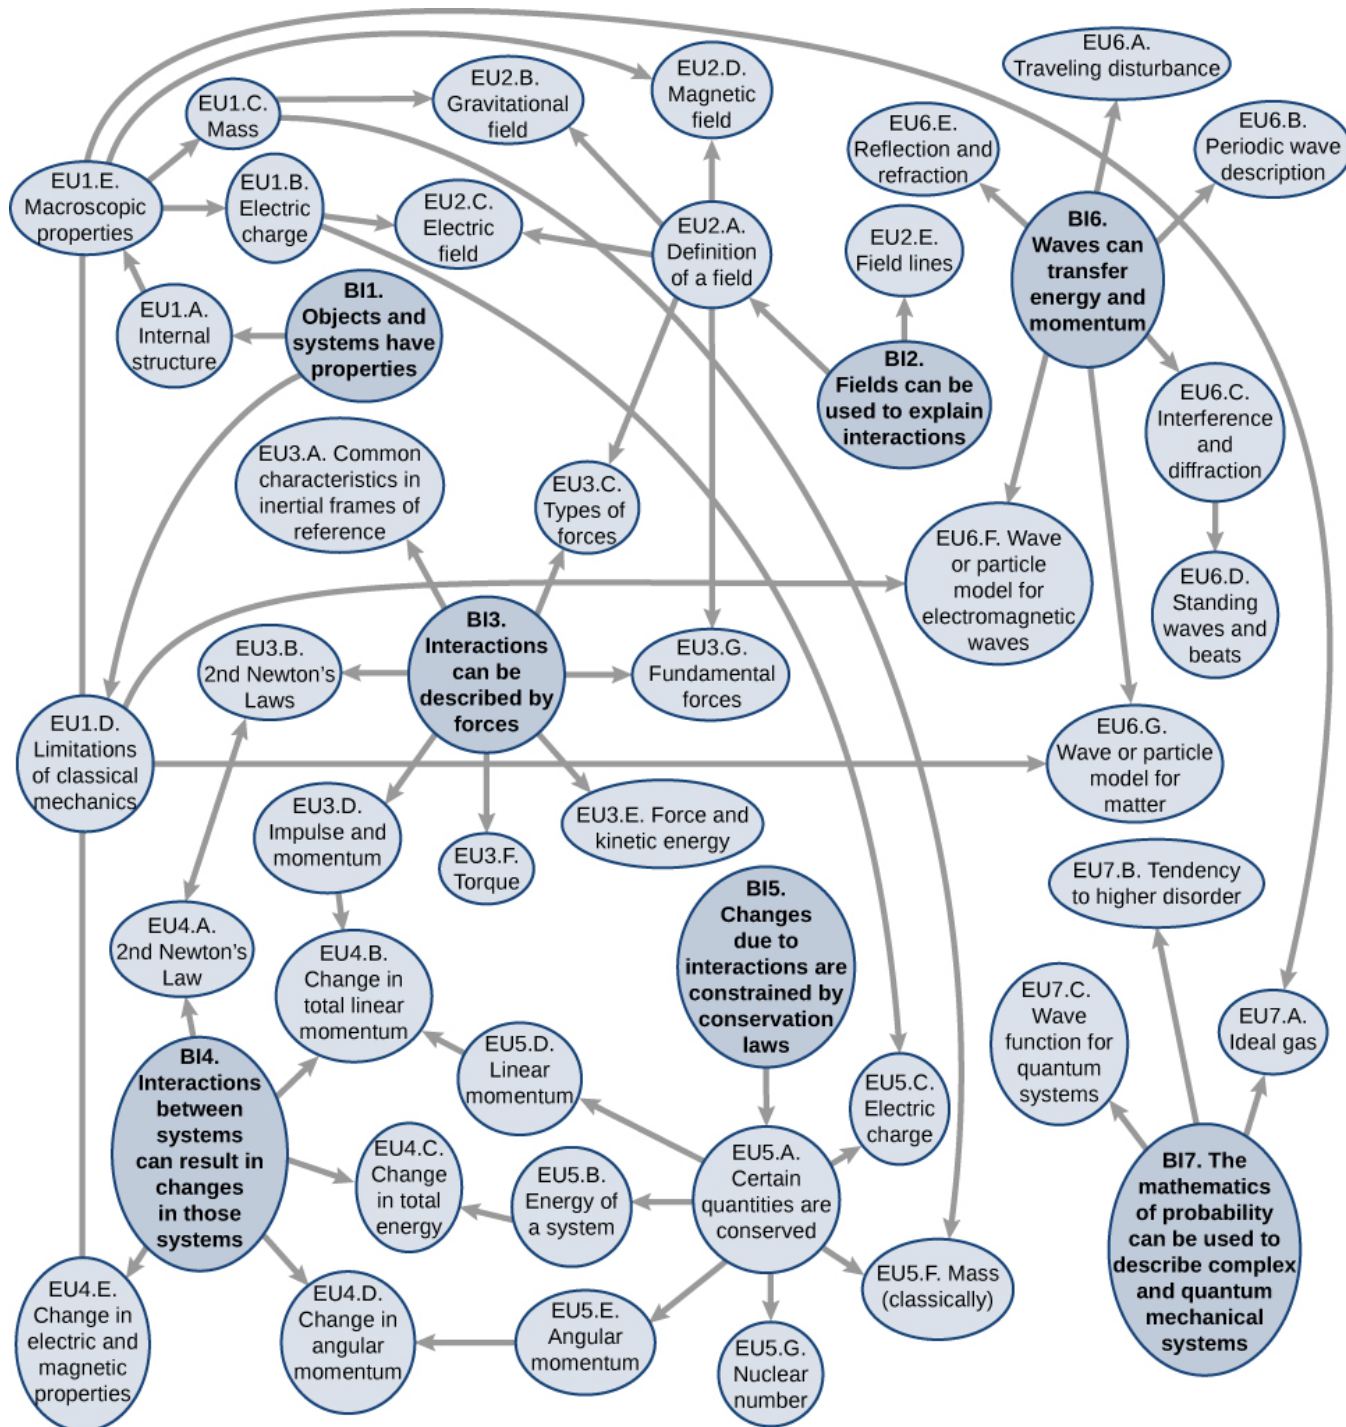 EU6.A.
Traveling disturbance
EU2.B.
Gravitational
field
EU2.D.
Magnetic
field
EU1.C.
Mass
EU6.E.
Reflection and
refraction
EU6.B.
Periodic wave
description
EU1.E.
Macroscopic
properties
EU1.B.
Electric
charge
EU2.C.
Electric
field
EU2.A.
Definition
of a field
EU2.E.
Field lines
BI6.
Waves can
transfer
energy and
momentum
EU1.A.
Internal
structure
BI1.
Objects and
systems have
properties
BI2.
Fields can be
used to explain
interactions
EU6.C.
Interference
and
diffraction
EU3.A. Common
characteristics in
inertial frames of
reference
EU3.C.
Types of
forces
EU6.F. Wave
or particle
model for
electromagnetic
waves
EU6.D.
Standing
waves and
beats
EU3.B.
2nd Newton's
Laws
BI3.
Interactions
can be
described by
forces
EU3.G.
Fundamental
forces
EU1.D.
Limitations
of classical
mechanics
EU6.G.
Wave or particle
model for
matter
EU3.D.
Impulse and
momentum
EU3.F.
Torque
EU3.E. Force and
kinetic energy
EU7.B. Tendency
to higher disorder
EU4.A.
2nd Newton's
Law
EU4.B.
Change in
total linear
momentum
BI5.
Changes
due to
interactions are
constrained by
conservation
laws
EU7.C.
Wave
function for
quantum
systems
EU7.A.
Ideal gas
BI4.
Interactions
between
systems
can result in
changes
in those
systems
EU5.D.
Linear
momentum
EU5.C.
Electric
charge
EU4.C.
Change
in total
energy
EU5.B.
Energy of
a system
EU5.A.
Certain
quantities are
conserved
BI7. The
mathematics
of probability
can be used to
describe complex
and quantum
mechanical
systems
EU4.E.
Change in
electric and
magnetic
properties
EU4.D.
Change in
angular
momentum
EU5.E.
Angular
momentum
EU5.F. Mass
(classically)
EU5.G.
Nuclear
number